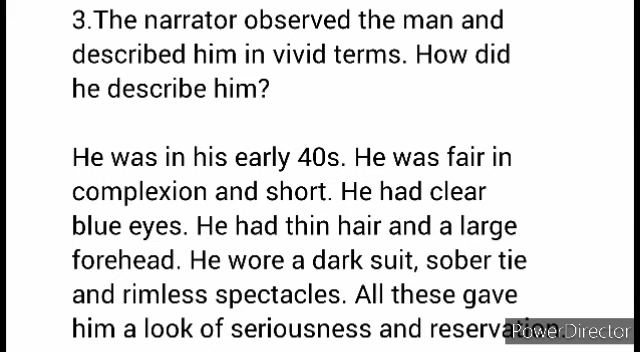 3.The narrator observed the man and
described him in vivid terms. How did
he describe him?
He was in his early 40s. He was fair in
complexion and short. He had clear
blue eyes. He had thin hair and a large
forehead. He wore a dark suit, sober tie
and rimless spectacles. All these gave
him a look of seriousness and reservation.
PowerDirector